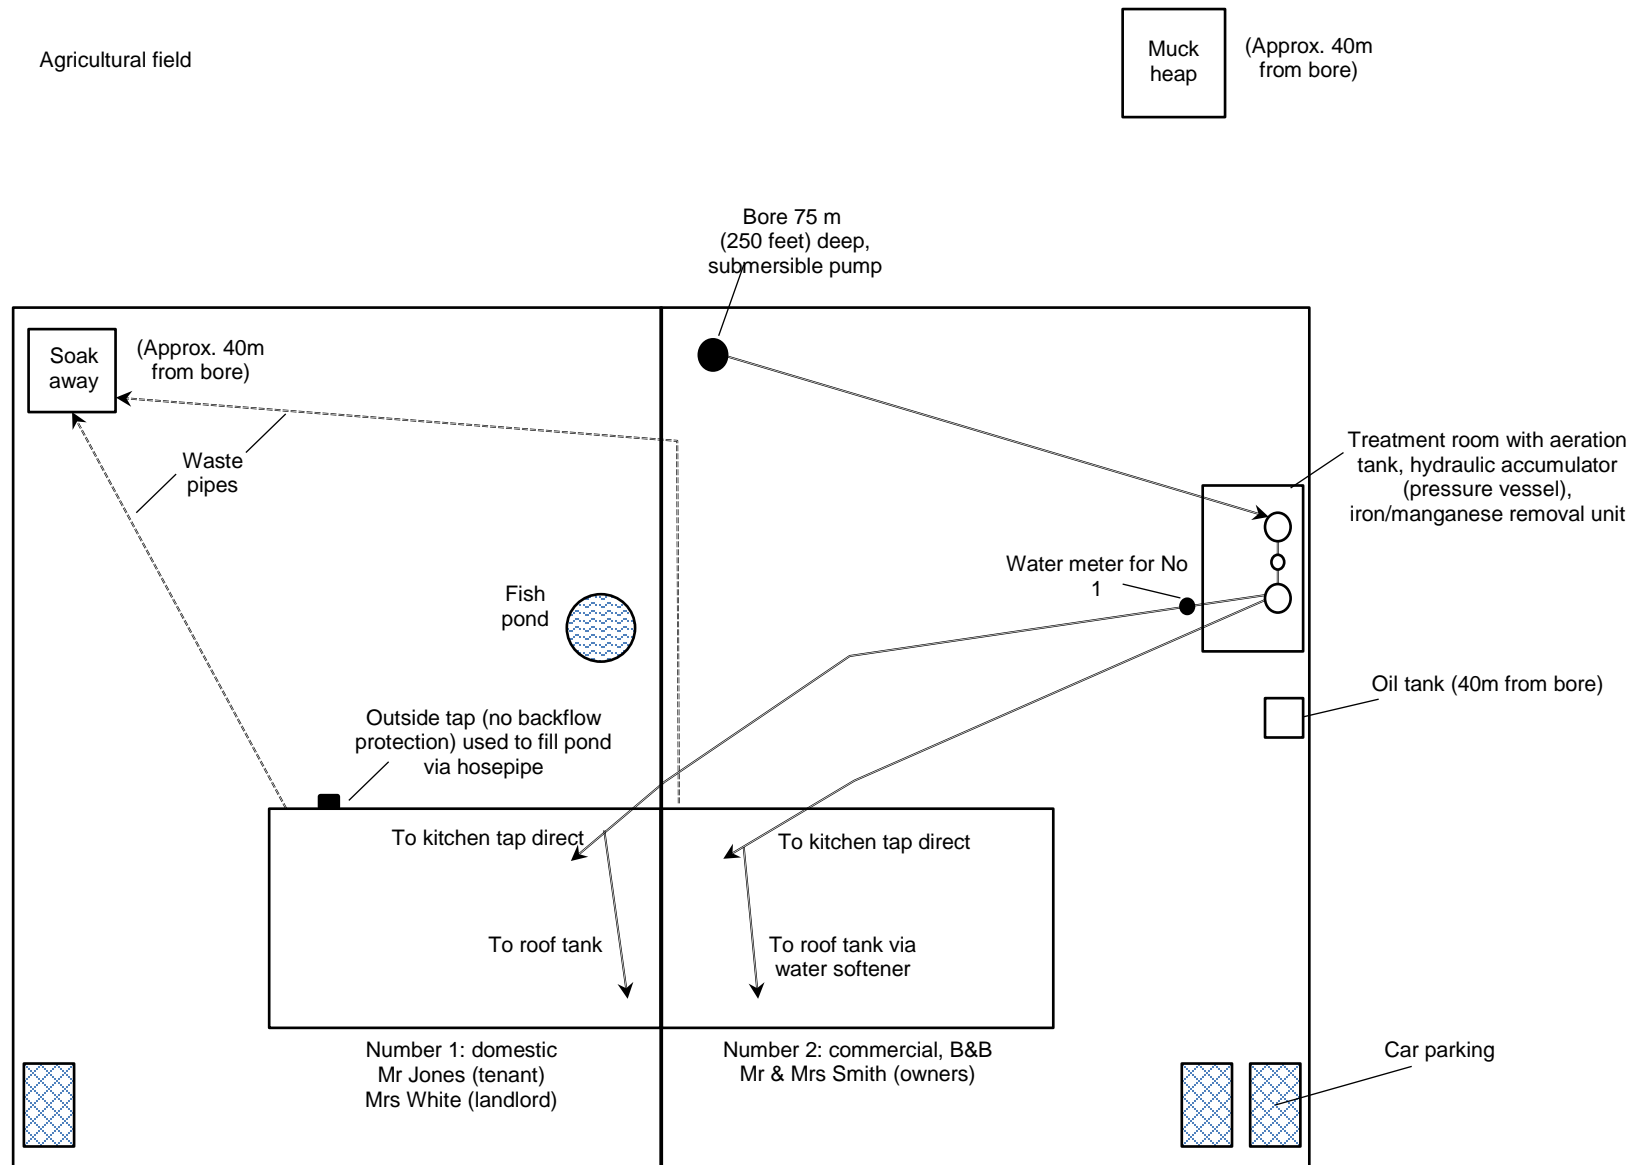 Agricultural field
Muck
heap
(Approx. 40m
from bore)
Bore 75 m
(250 feet) deep,
submersible pump
Soak
away
(Approx. 40m
from bore)
Waste
pipes
Treatment room with aeration
tank, hydraulic accumulator
(pressure vessel),
iron/manganese removal unit
Water meter for No
1
Fish
pond
Oil tank (40m from bore)
Outside tap (no backflow
protection) used to fill pond
via hosepipe
To kitchen tap direct
To kitchen tap direct
To roof tank
To roof tank via
water softener
Number 1: domestic
Mr Jones (tenant)
Mrs White (landlord)
Number 2: commercial, B&B
Mr & Mrs Smith (owners)
Car parking